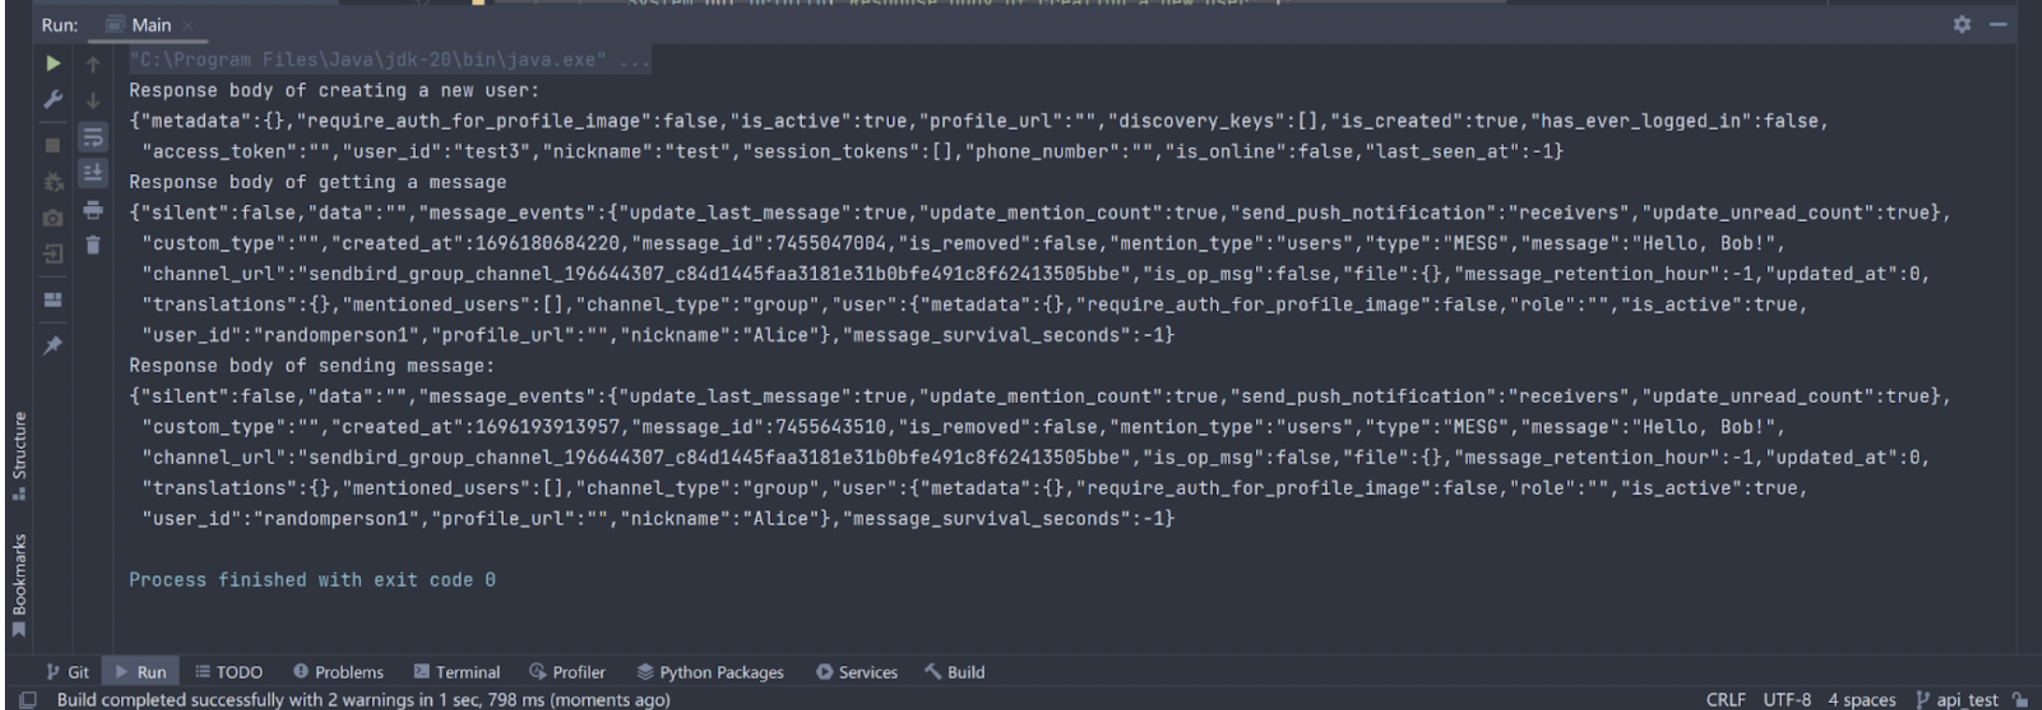 System.out.println("Response body of creating a new user:");
Run: Main
"C:\Program Files\Java\jdk-20\bin\java.exe" ...
Response body of creating a new user:
{"metadata":{},"require_auth_for_profile_image":false,"is_active":true,"profile_url":"","discovery_keys":[],"is_created":true,"has_ever_logged_in":false,
"access_token":"","user_id":"test3","nickname":"test","session_tokens":[],"phone_number":"","is_online":false,"last_seen_at":-1}
Response body of getting a message
{"silent":false,"data":"","message_events":{"update_last_message":true,"update_mention_count":true,"send_push_notification":"receivers","update_unread_count":true},
"custom_type":"","created_at":1696180684220,"message_id":7455047004,"is_removed":false,"mention_type":"users","type":"MESG","message":"Hello, Bob!",
"channel_url":"sendbird_group_channel_196644307_c84d1445faa3181e31b0bfe491c8f62413505bbe","is_op_msg":false,"file":{},"message_retention_hour":-1,"updated_at":0,
"translations":{},"mentioned_users":[],"channel_type":"group","user":{"metadata":{},"require_auth_for_profile_image":false,"role":"","is_active":true,
"user_id":"randomperson1","profile_url":"","nickname":"Alice"},"message_survival_seconds":-1}
Response body of sending message:
{"silent":false,"data":"","message_events":{"update_last_message":true,"update_mention_count":true,"send_push_notification":"receivers","update_unread_count":true},
"custom_type":"","created_at":1696193913957,"message_id":7455643510,"is_removed":false,"mention_type":"users","type":"MESG","message":"Hello, Bob!",
"channel_url":"sendbird_group_channel_196644307_c84d1445faa3181e31b0bfe491c8f62413505bbe","is_op_msg":false,"file":{},"message_retention_hour":-1,"updated_at":0,
"translations":{},"mentioned_users":[],"channel_type":"group","user":{"metadata":{},"require_auth_for_profile_image":false,"role":"","is_active":true,
"user_id":"randomperson1","profile_url":"","nickname":"Alice"},"message_survival_seconds":-1}
Process finished with exit code 0
Structure
Bookmarks
Git Run TODO Problems Terminal Profiler Python Packages Services Build
Build completed successfully with 2 warnings in 1 sec, 798 ms (moments ago) CRLF UTF-8 4 spaces api_test